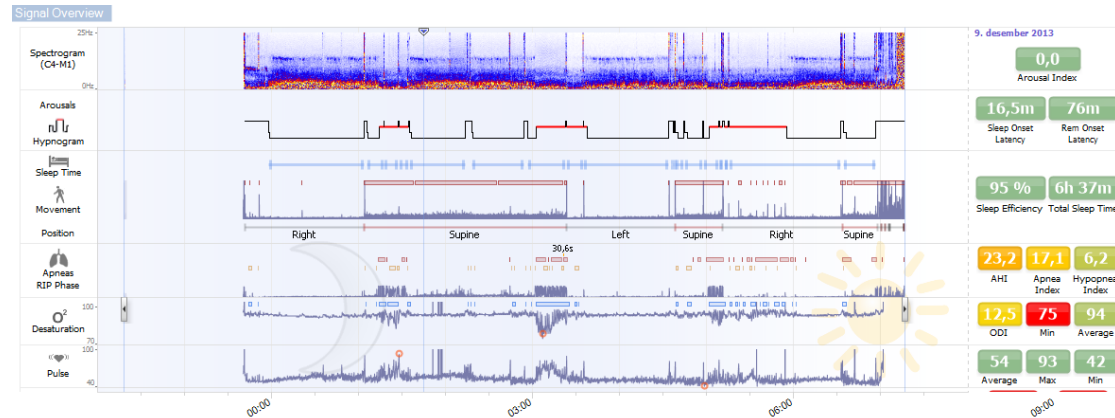 Signal Overview
Spectrogram
(C4-M1)
25Hz
0Hz
9. desember 2013
0,0
Arousal Index
Arousals
Hypnogram
16,5m 76m
Sleep Onset Latency
Rem Onset Latency
Sleep Time
Movement
95 % 6h 37m
Sleep Efficiency Total Sleep Time
Position
Right Supine Left Supine Right Supine
30,6s
Apneas
RIP Phase
23,2 17,1 6,2
AHI
Apnea Index
Hypopnea Index
100
O2
Desaturation
70
12,5 75 94
ODI Min Average
100
Pulse
40
54 93 42
Average Max Min
00:00 03:00 06:00 09:00